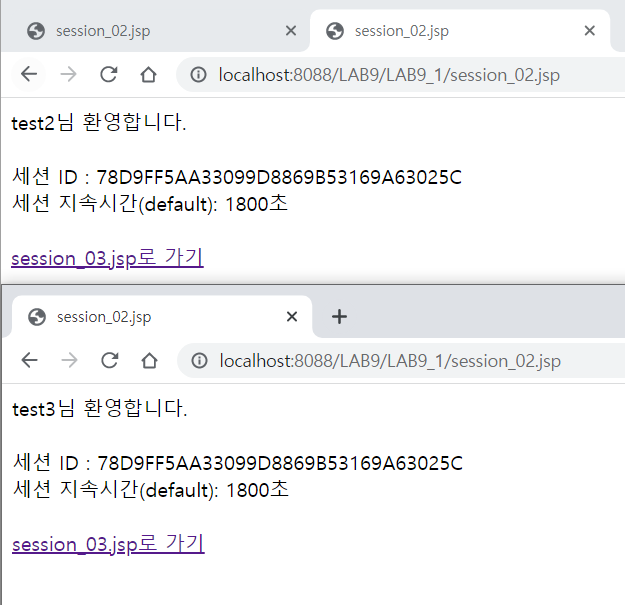 session_02.jsp
session_02.jsp
localhost:8088/LAB9/LAB9_1/session_02.jsp
test2님 환영합니다.
세션 ID : 78D9FF5AA33099D8869B53169A63025C
세션 지속시간(default): 1800초
session_03.jsp로 가기
session_02.jsp
localhost:8088/LAB9/LAB9_1/session_02.jsp
test3님 환영합니다.
세션 ID : 78D9FF5AA33099D8869B53169A63025C
세션 지속시간(default): 1800초
session_03.jsp로 가기